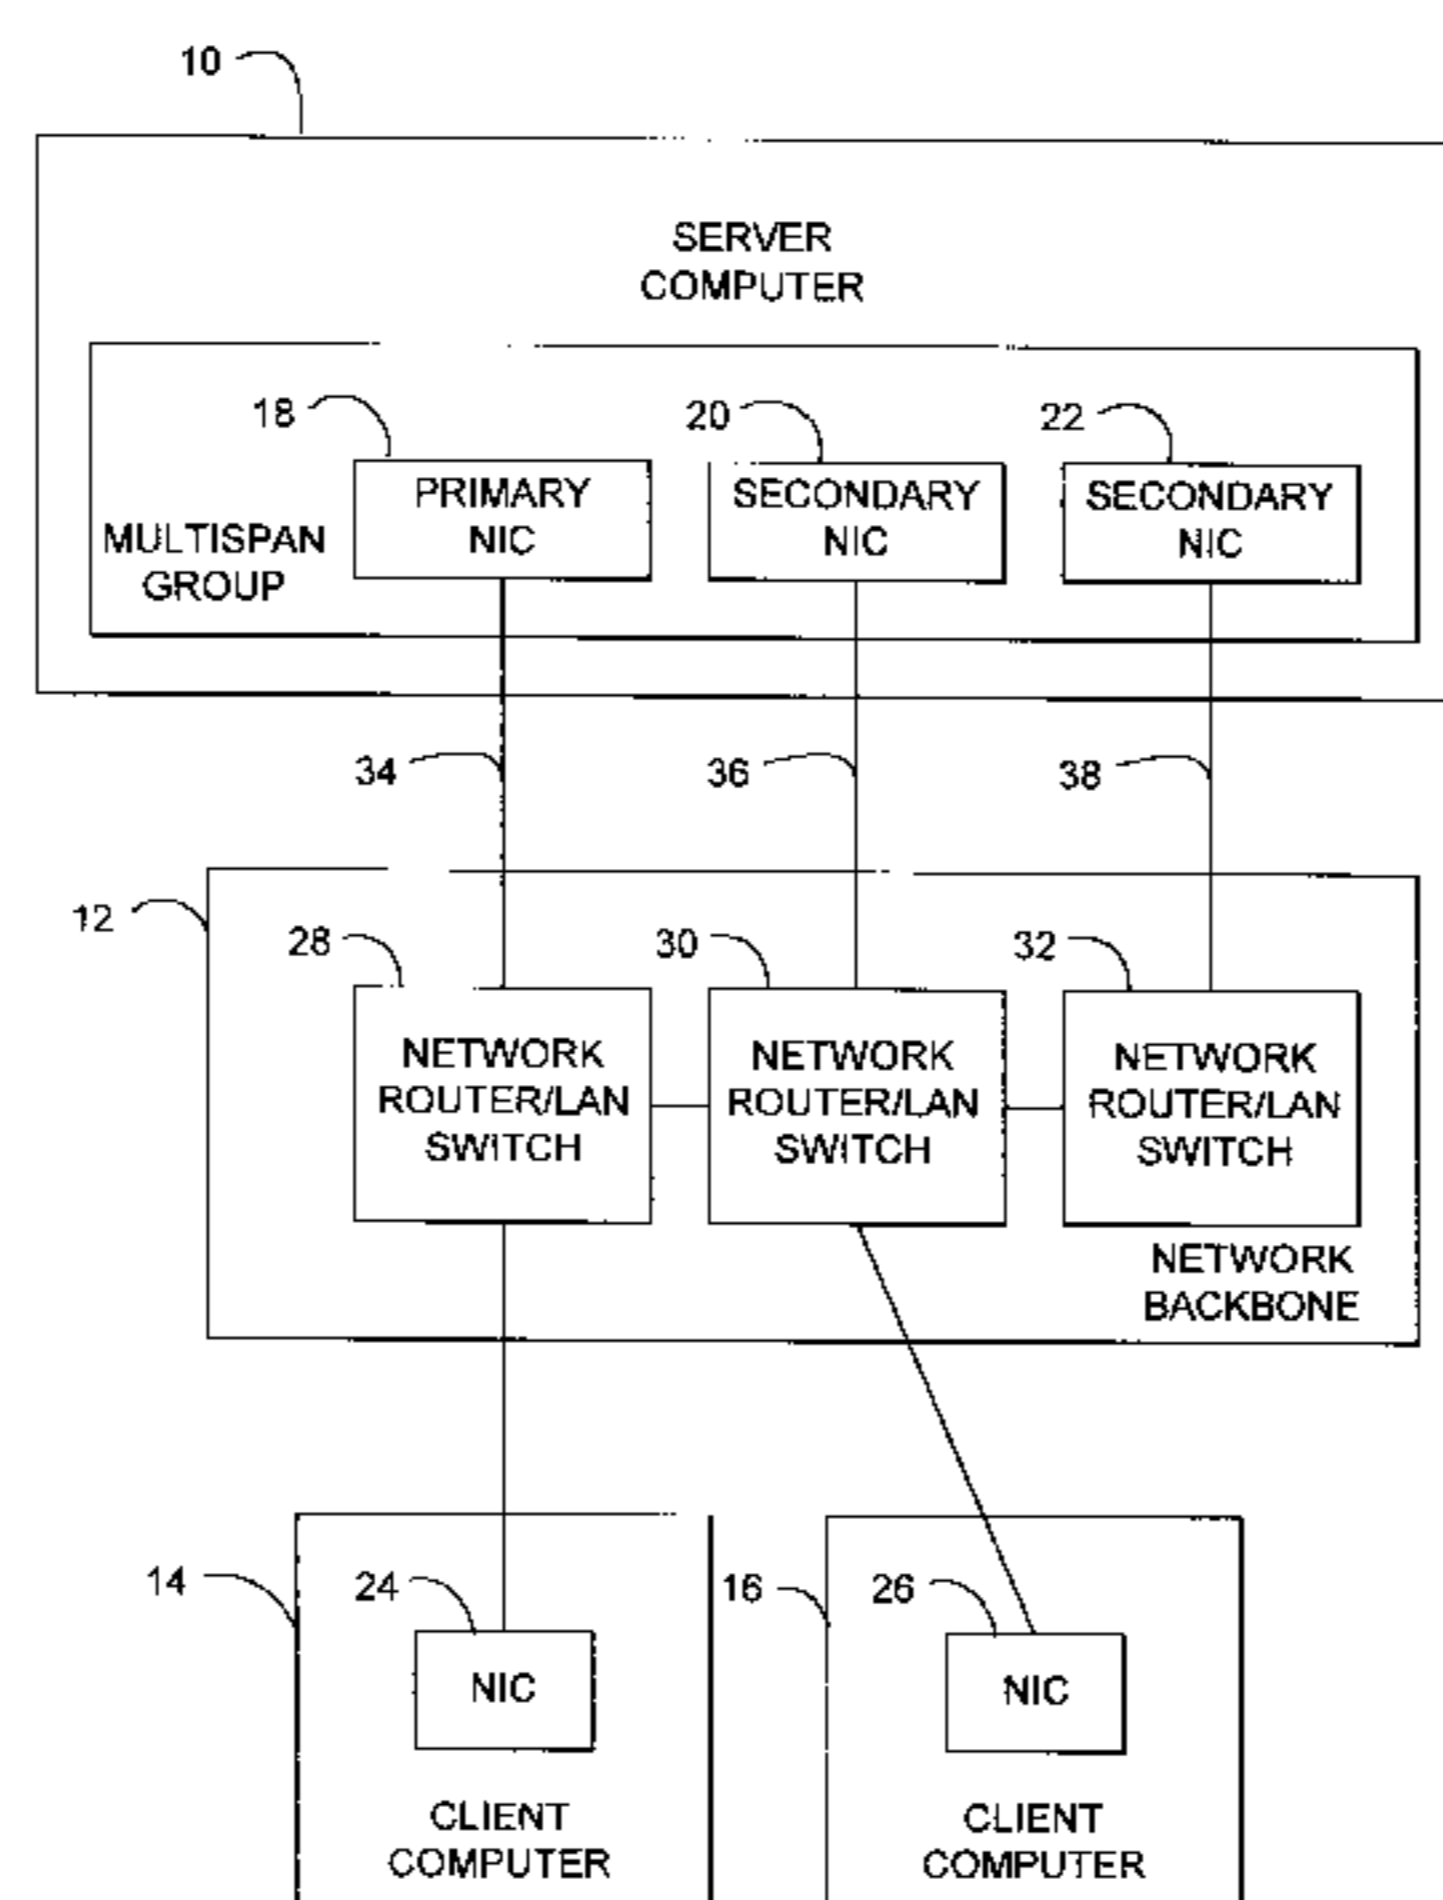 10
SERVER
COMPUTER
18
20
22
PRIMARY
NIC
SECONDARY
NIC
SECONDARY
NIC
MULTISPAN
GROUP
34
36
38
12
28
30
32
NETWORK
ROUTER/LAN
SWITCH
NETWORK
ROUTER/LAN
SWITCH
NETWORK
ROUTER/LAN
SWITCH
NETWORK
BACKBONE
14
24
16
26
NIC
NIC
CLIENT
COMPUTER
CLIENT
COMPUTER